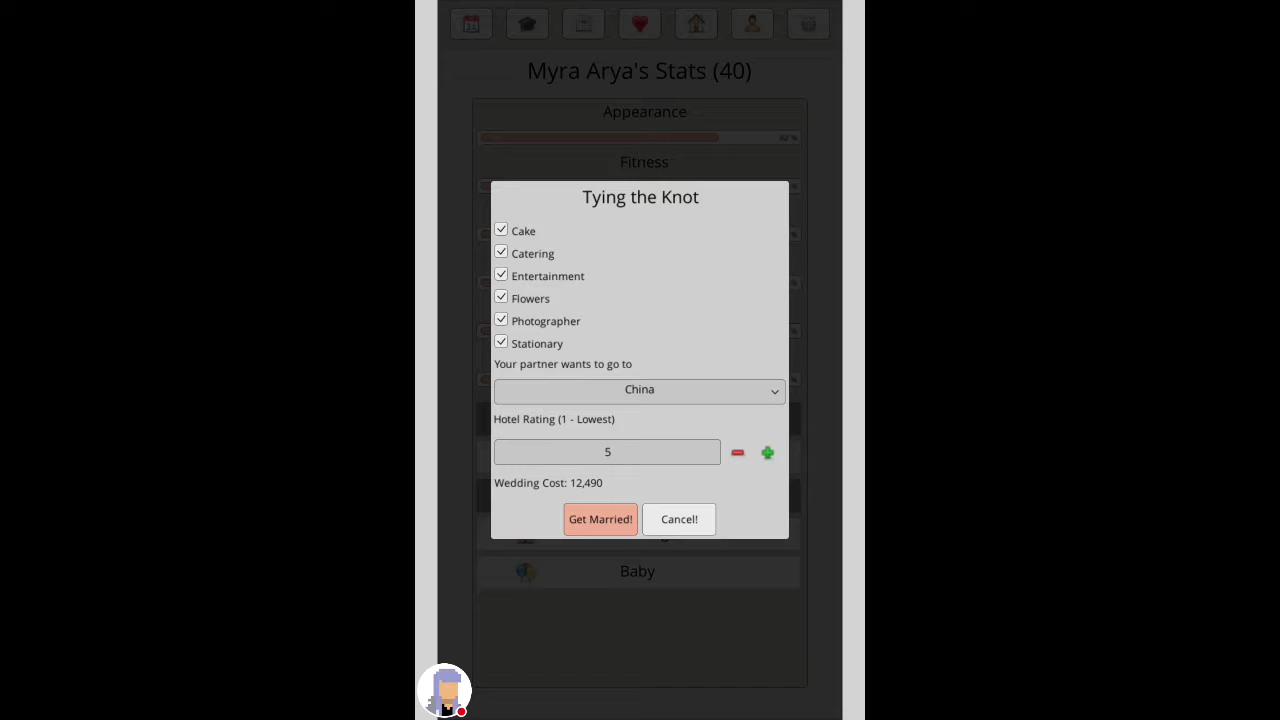 Myra Arya's Stats (40)
Appearance
Fitness
Tying the Knot
Cake
Catering
Entertainment
Flowers
Photographer
Stationary
Your partner wants to go to
China
Hotel Rating (1 - Lowest)
5
Wedding Cost: 12,490
Get Married!
Cancel!
Baby